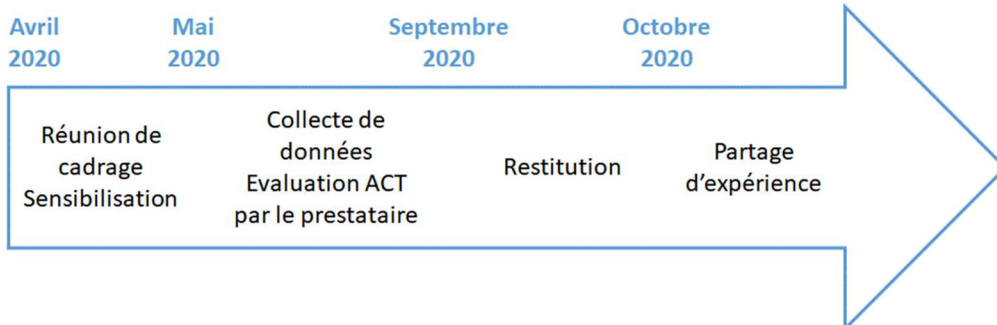 Avril
2020
Mai
2020
Septembre
2020
Octobre
2020
Réunion de
cadrage
Sensibilisation
Collecte de
données
Evaluation ACT
par le prestataire
Restitution
Partage
d’expérience